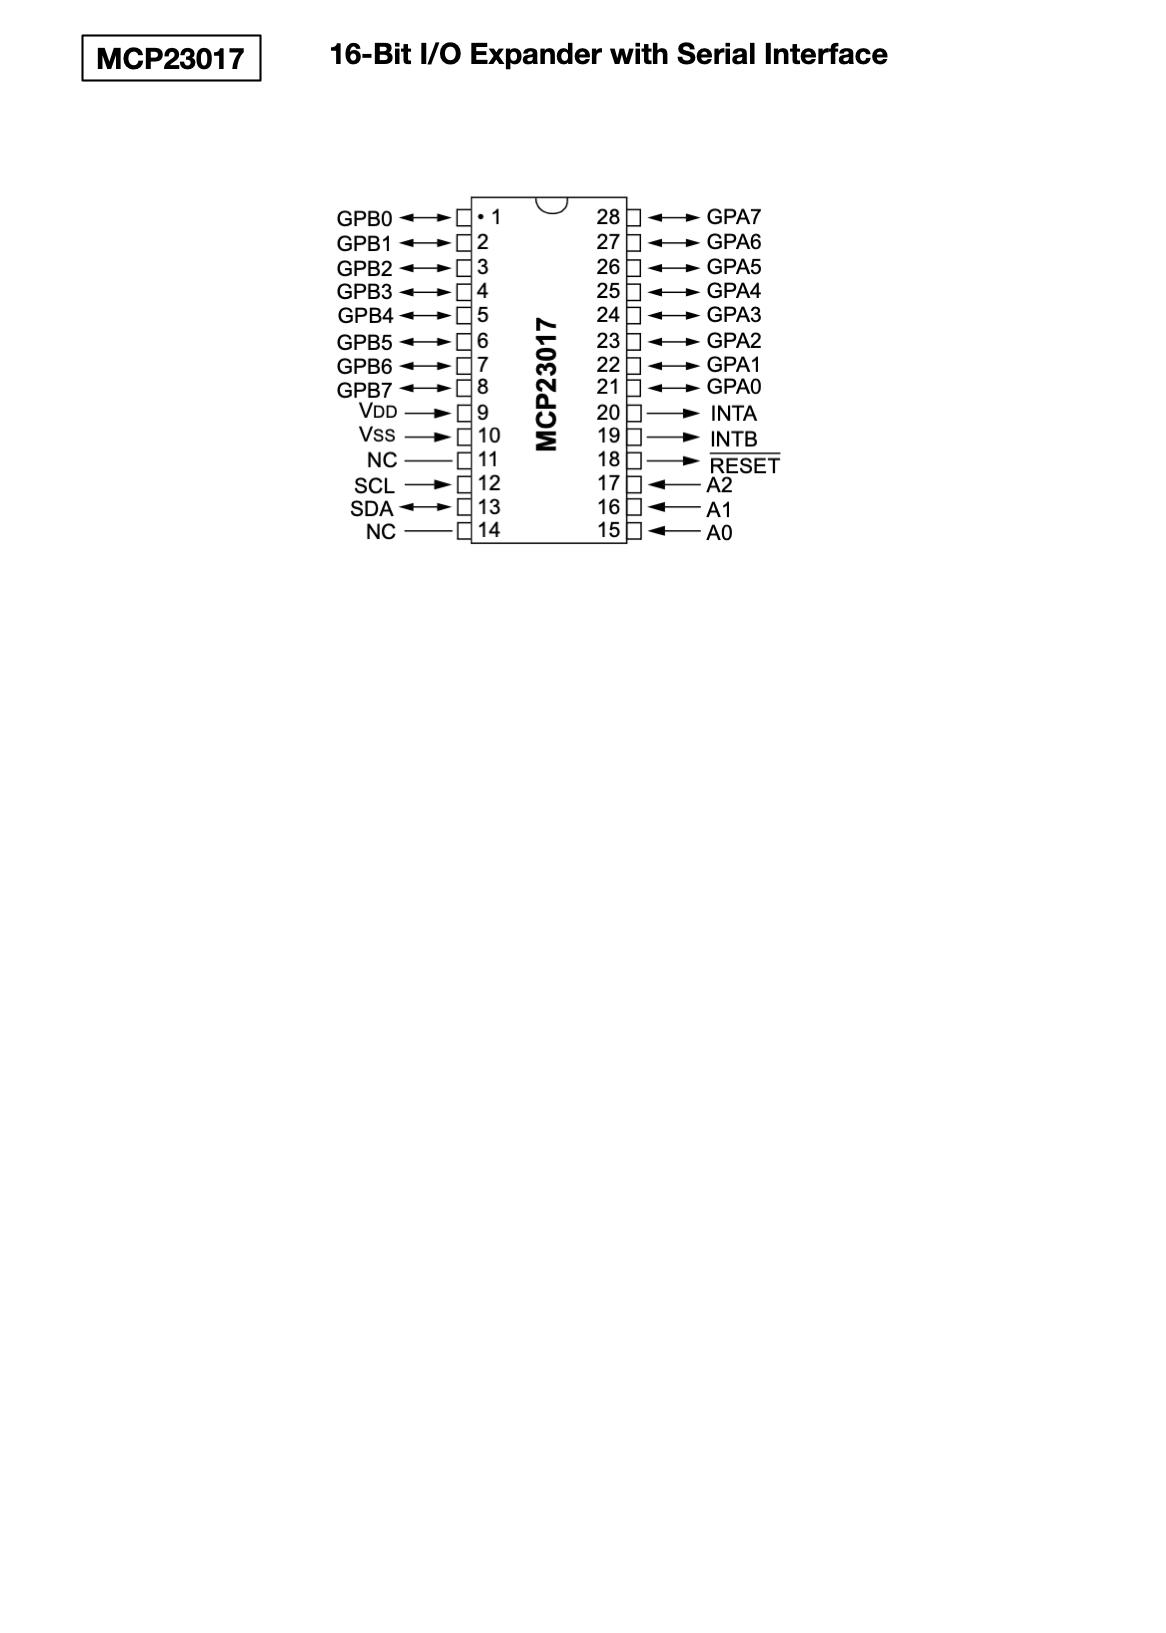 MCP23017
16-Bit I/O Expander with Serial Interface
GPB0 • 1 28 GPA7
GPB1 2 27 GPA6
GPB2 3 26 GPA5
GPB3 4 25 GPA4
GPB4 5 24 GPA3
GPB5 6 23 GPA2
GPB6 7 22 GPA1
GPB7 8 21 GPA0
VDD 9 20 INTA
VSS 10 19 INTB
NC 11 18 RESET
SCL 12 17 A2
SDA 13 16 A1
NC 14 15 A0
MCP23017